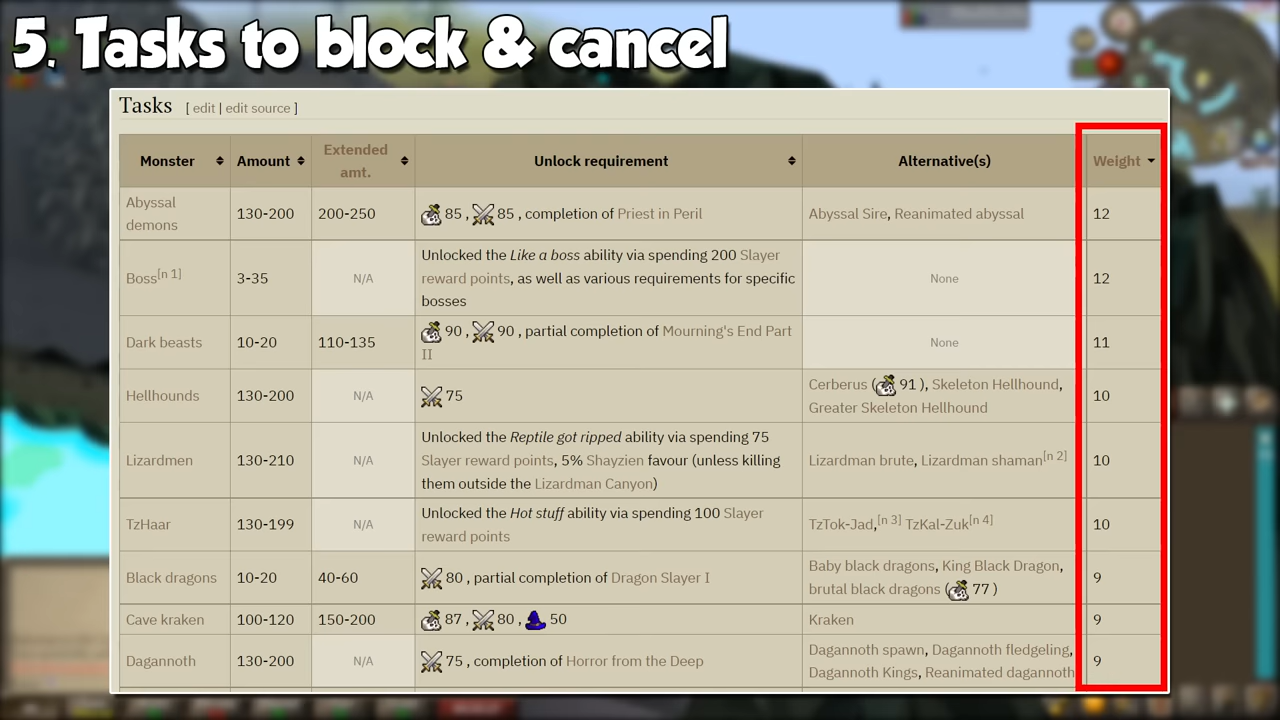 5. Tasks to block & cancel
Tasks [ edit | edit source ]
Monster Amount Extended amt. Unlock requirement Alternative(s) Weight
Abyssal demons 130-200 200-250 85 , 85 , completion of Priest in Peril Abyssal Sire, Reanimated abyssal 12
Boss[n 1] 3-35 N/A Unlocked the Like a boss ability via spending 200 Slayer reward points, as well as various requirements for specific bosses None 12
Dark beasts 10-20 110-135 90 , 90 , partial completion of Mourning's End Part II None 11
Hellhounds 130-200 N/A 75 Cerberus ( 91 ), Skeleton Hellhound, Greater Skeleton Hellhound 10
Lizardmen 130-210 N/A Unlocked the Reptile got ripped ability via spending 75 Slayer reward points, 5% Shayzien favour (unless killing them outside the Lizardman Canyon) Lizardman brute, Lizardman shaman[n 2] 10
TzHaar 130-199 N/A Unlocked the Hot stuff ability via spending 100 Slayer reward points TzTok-Jad,[n 3] TzKal-Zuk[n 4] 10
Black dragons 10-20 40-60 80 , partial completion of Dragon Slayer I Baby black dragons, King Black Dragon, brutal black dragons ( 77 ) 9
Cave kraken 100-120 150-200 87 , 80 , 50 Kraken 9
Dagannoth 130-200 N/A 75 , completion of Horror from the Deep Dagannoth spawn, Dagannoth fledgeling, Dagannoth Kings, Reanimated dagannoth 9